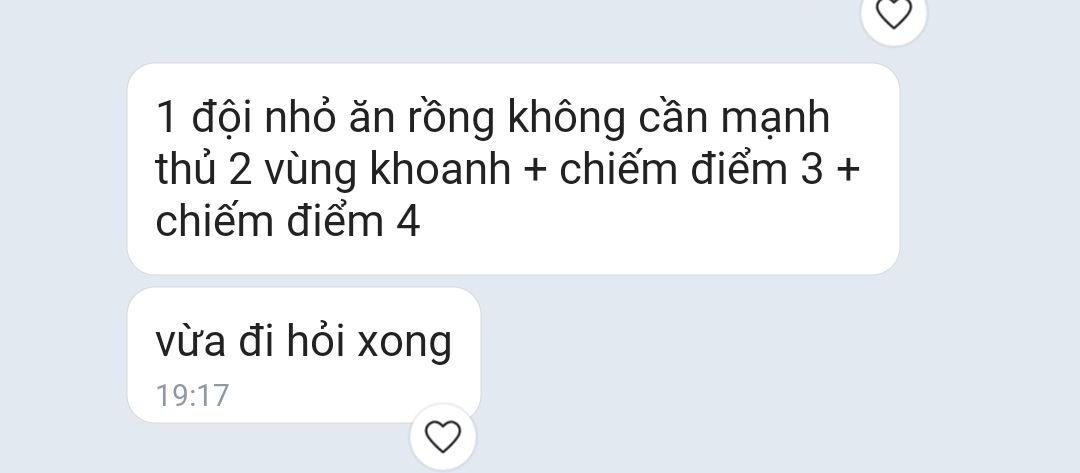 1 đội nhỏ ăn rồng không cần mạnh
thủ 2 vùng khoanh + chiếm điểm 3 +
chiếm điểm 4
vừa đi hỏi xong
19:17